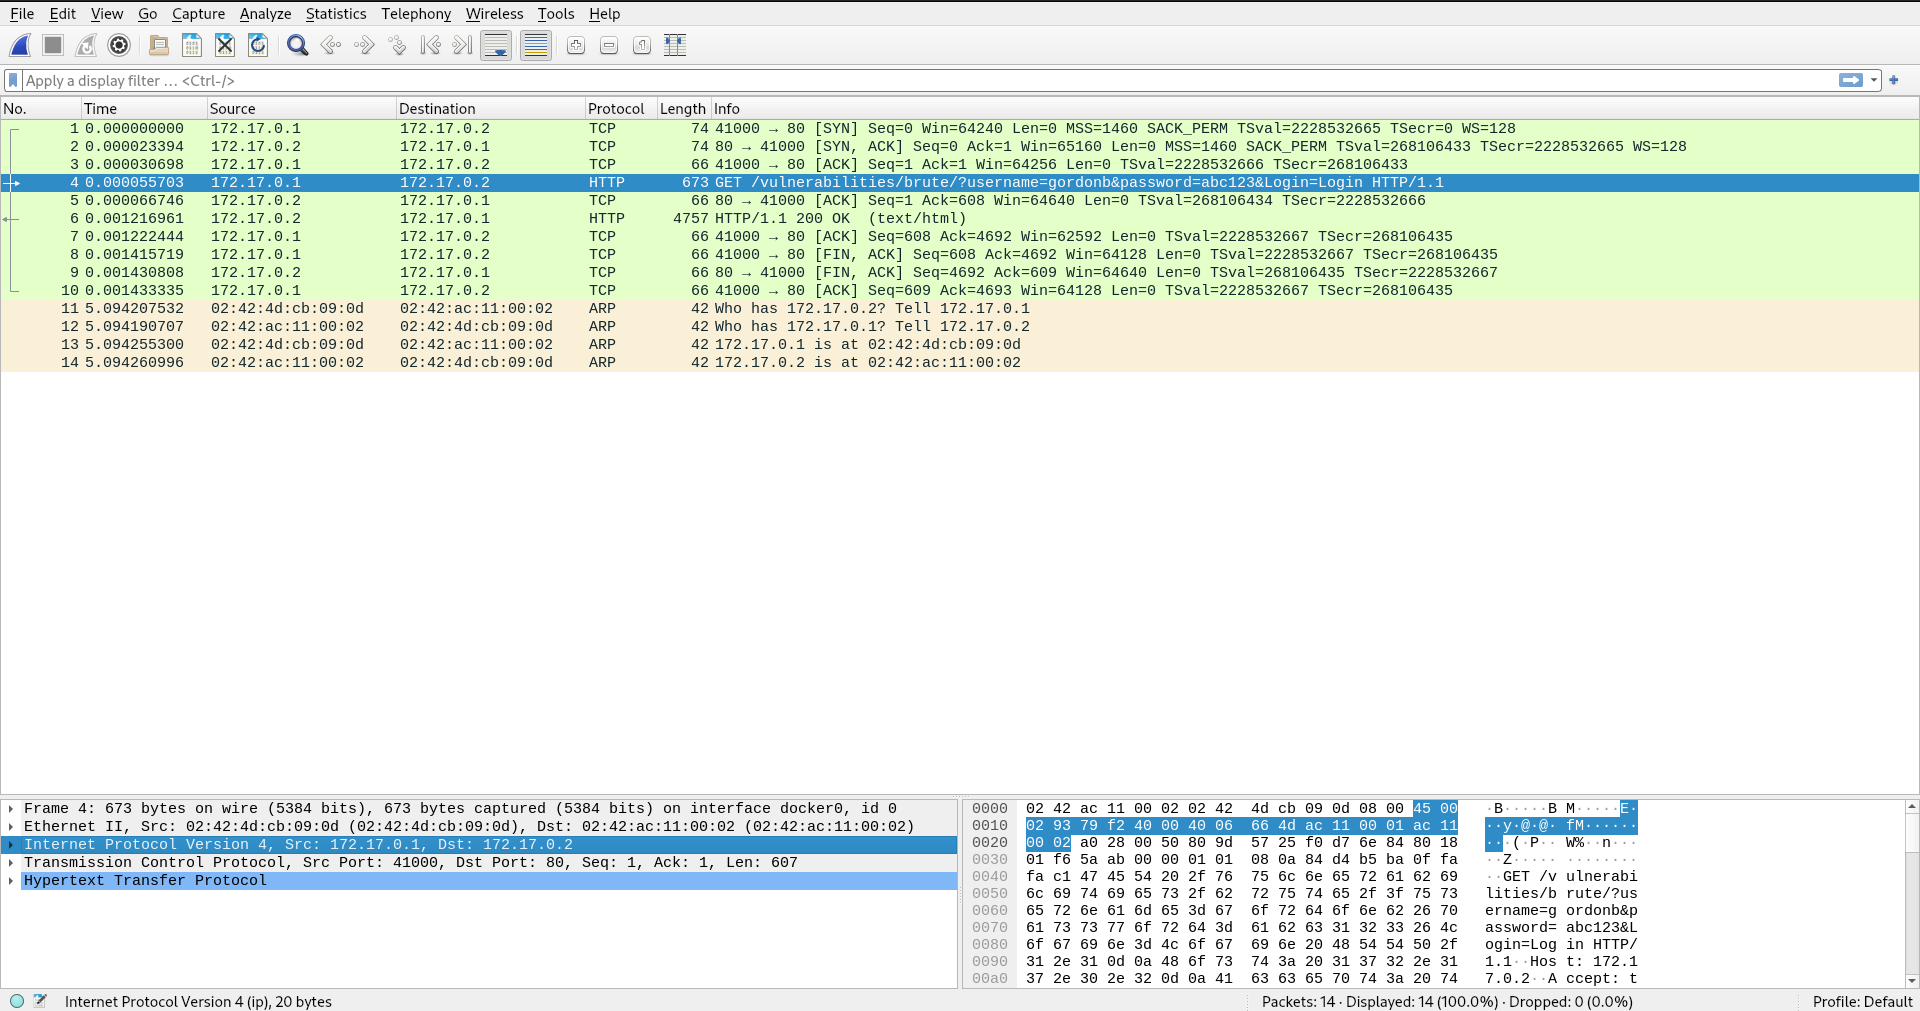 File Edit View Go Capture Analyze Statistics Telephony Wireless Tools Help
Apply a display filter … <Ctrl-/>
No. Time Source Destination Protocol Length Info
1 0.000000000 172.17.0.1 172.17.0.2 TCP 74 41000 → 80 [SYN] Seq=0 Win=64240 Len=0 MSS=1460 SACK_PERM TSval=2228532665 TSecr=0 WS=128
2 0.000023394 172.17.0.2 172.17.0.1 TCP 74 80 → 41000 [SYN, ACK] Seq=0 Ack=1 Win=65160 Len=0 MSS=1460 SACK_PERM TSval=268106433 TSecr=2228532665 WS=128
3 0.000030698 172.17.0.1 172.17.0.2 TCP 66 41000 → 80 [ACK] Seq=1 Ack=1 Win=64256 Len=0 TSval=2228532666 TSecr=268106433
4 0.000055703 172.17.0.1 172.17.0.2 HTTP 673 GET /vulnerabilities/brute/?username=gordonb&password=abc123&Login=Login HTTP/1.1
5 0.000066746 172.17.0.2 172.17.0.1 TCP 66 80 → 41000 [ACK] Seq=1 Ack=608 Win=64640 Len=0 TSval=268106434 TSecr=2228532666
6 0.001216961 172.17.0.2 172.17.0.1 HTTP 4757 HTTP/1.1 200 OK  (text/html)
7 0.001222444 172.17.0.1 172.17.0.2 TCP 66 41000 → 80 [ACK] Seq=608 Ack=4692 Win=62592 Len=0 TSval=2228532667 TSecr=268106435
8 0.001415719 172.17.0.1 172.17.0.2 TCP 66 41000 → 80 [FIN, ACK] Seq=608 Ack=4692 Win=64128 Len=0 TSval=2228532667 TSecr=268106435
9 0.001430808 172.17.0.2 172.17.0.1 TCP 66 80 → 41000 [FIN, ACK] Seq=4692 Ack=609 Win=64640 Len=0 TSval=268106435 TSecr=2228532667
10 0.001433335 172.17.0.1 172.17.0.2 TCP 66 41000 → 80 [ACK] Seq=609 Ack=4693 Win=64128 Len=0 TSval=2228532667 TSecr=268106435
11 5.094207532 02:42:4d:cb:09:0d 02:42:ac:11:00:02 ARP 42 Who has 172.17.0.2? Tell 172.17.0.1
12 5.094190707 02:42:ac:11:00:02 02:42:4d:cb:09:0d ARP 42 Who has 172.17.0.1? Tell 172.17.0.2
13 5.094255300 02:42:4d:cb:09:0d 02:42:ac:11:00:02 ARP 42 172.17.0.1 is at 02:42:4d:cb:09:0d
14 5.094260996 02:42:ac:11:00:02 02:42:4d:cb:09:0d ARP 42 172.17.0.2 is at 02:42:ac:11:00:02
Frame 4: 673 bytes on wire (5384 bits), 673 bytes captured (5384 bits) on interface docker0, id 0
Ethernet II, Src: 02:42:4d:cb:09:0d (02:42:4d:cb:09:0d), Dst: 02:42:ac:11:00:02 (02:42:ac:11:00:02)
Internet Protocol Version 4, Src: 172.17.0.1, Dst: 172.17.0.2
Transmission Control Protocol, Src Port: 41000, Dst Port: 80, Seq: 1, Ack: 1, Len: 607
Hypertext Transfer Protocol
0000 02 42 ac 11 00 02 02 42 4d cb 09 0d 08 00 45 00 ·B·····B M·····E·
0010 02 93 79 f2 40 00 40 06 66 4d ac 11 00 01 ac 11 ··y·@·@· fM······
0020 00 02 a0 28 00 50 80 9d 57 25 f0 d7 6e 84 80 18 ···(·P·· W%··n···
0030 01 f6 5a ab 00 00 01 01 08 0a 84 d4 b5 ba 0f fa ··Z····· ········
0040 fa c1 47 45 54 20 2f 76 75 6c 6e 65 72 61 62 69 ··GET /v ulnerabi
0050 6c 69 74 69 65 73 2f 62 72 75 74 65 2f 3f 75 73 lities/b rute/?us
0060 65 72 6e 61 6d 65 3d 67 6f 72 64 6f 6e 62 26 70 ername=g ordonb&p
0070 61 73 73 77 6f 72 64 3d 61 62 63 31 32 33 26 4c assword= abc123&L
0080 6f 67 69 6e 3d 4c 6f 67 69 6e 20 48 54 54 50 2f ogin=Log in HTTP/
0090 31 2e 31 0d 0a 48 6f 73 74 3a 20 31 37 32 2e 31 1.1··Hos t: 172.1
00a0 37 2e 30 2e 32 0d 0a 41 63 63 65 70 74 3a 20 74 7.0.2··A ccept: t
Internet Protocol Version 4 (ip), 20 bytes
Packets: 14 · Displayed: 14 (100.0%) · Dropped: 0 (0.0%)
Profile: Default